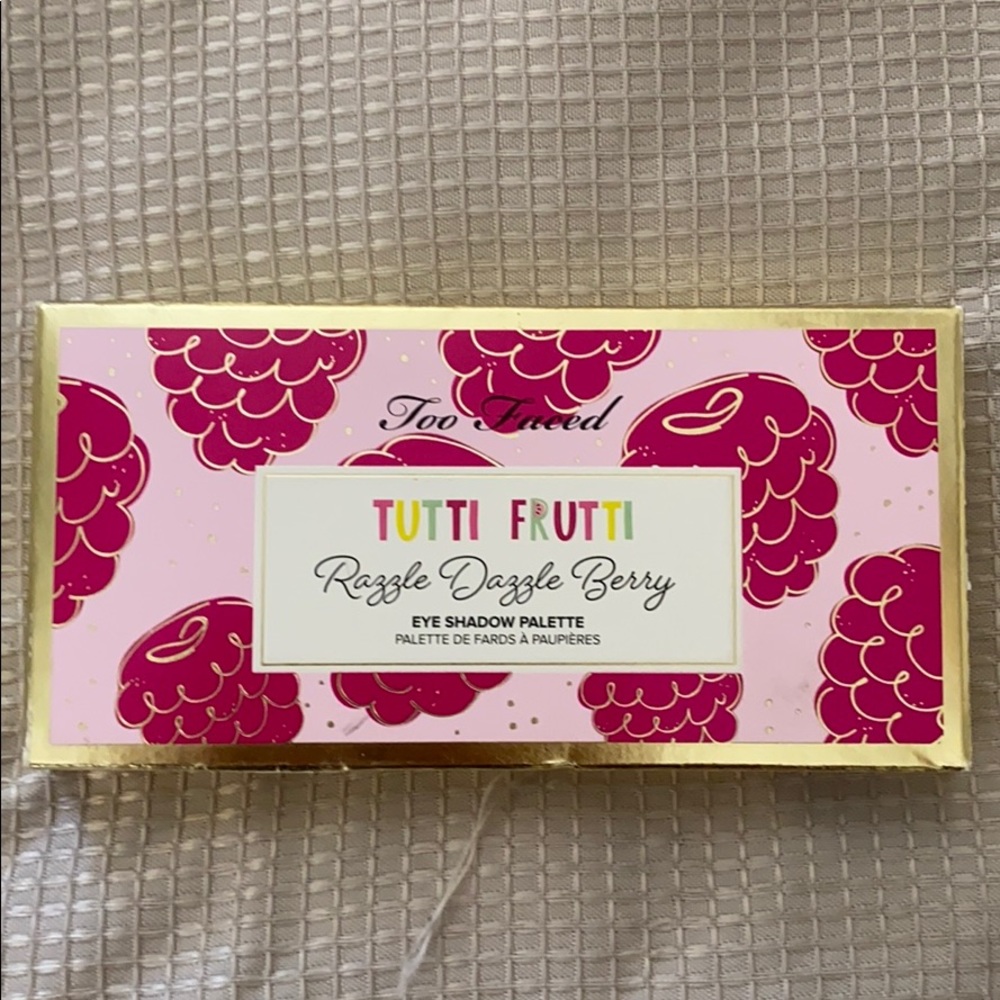 Too Faced
TUTTI FRUTTI
Razzle Dazzle Berry
EYE SHADOW PALETTE
PALETTE DE FARDS À PAUPIÈRES